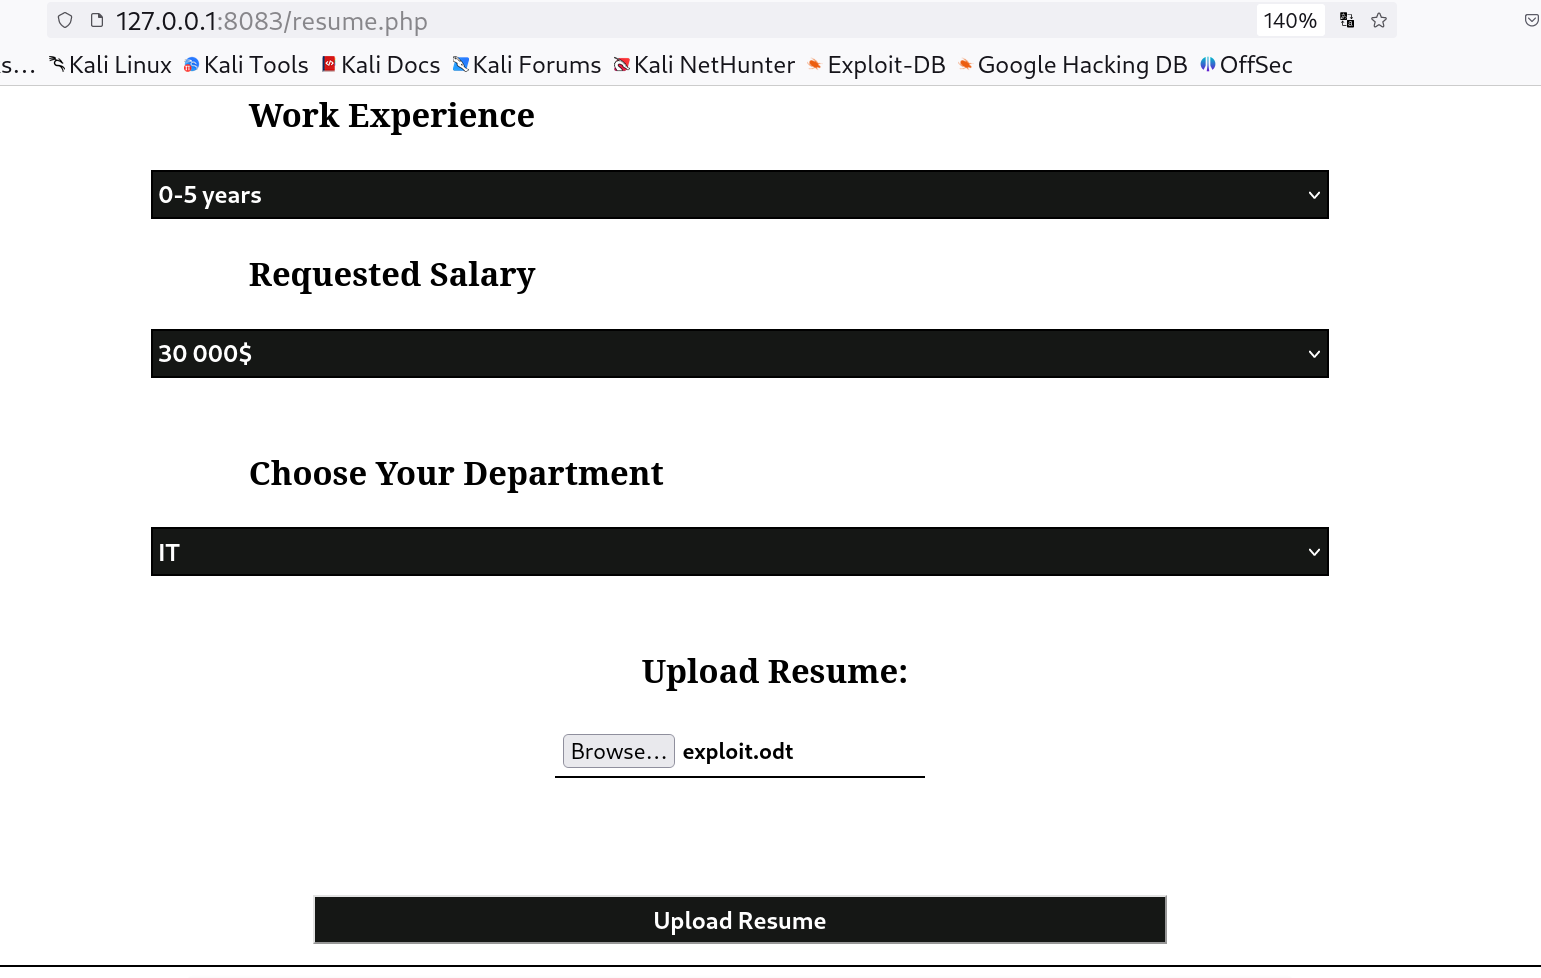 127.0.0.1:8083/resume.php 140%
s… Kali Linux Kali Tools Kali Docs Kali Forums Kali NetHunter Exploit-DB Google Hacking DB OffSec
Work Experience
0-5 years
Requested Salary
30 000$
Choose Your Department
IT
Upload Resume:
Browse… exploit.odt
Upload Resume